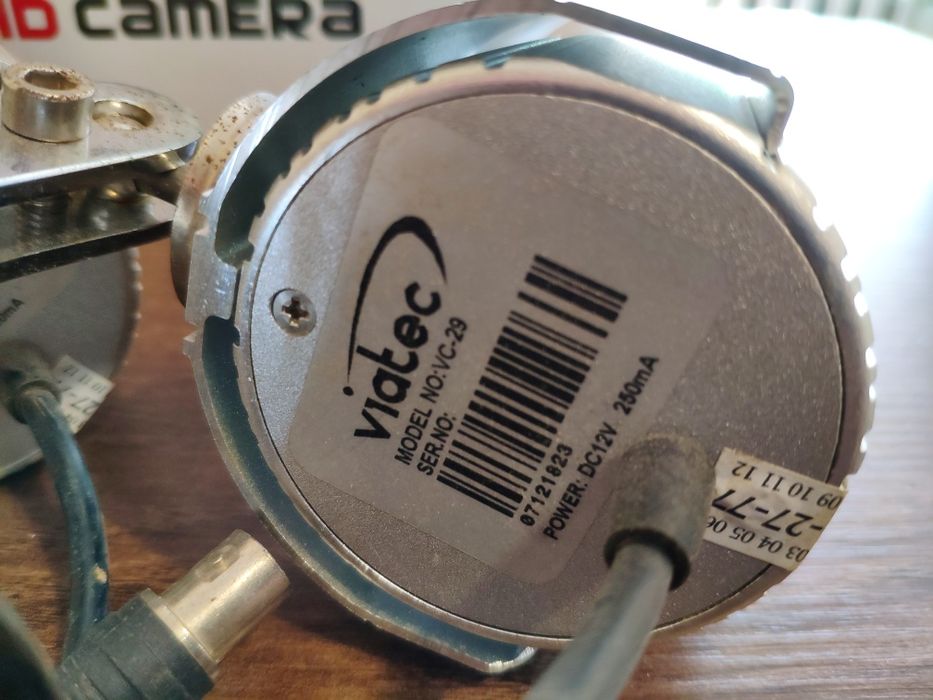 CAMERA
viatec
MODEL NO:VC-29
SER.NO:
07121823
POWER: DC12V 250mA
09 10 11 12
-27-77
03 04 05 06